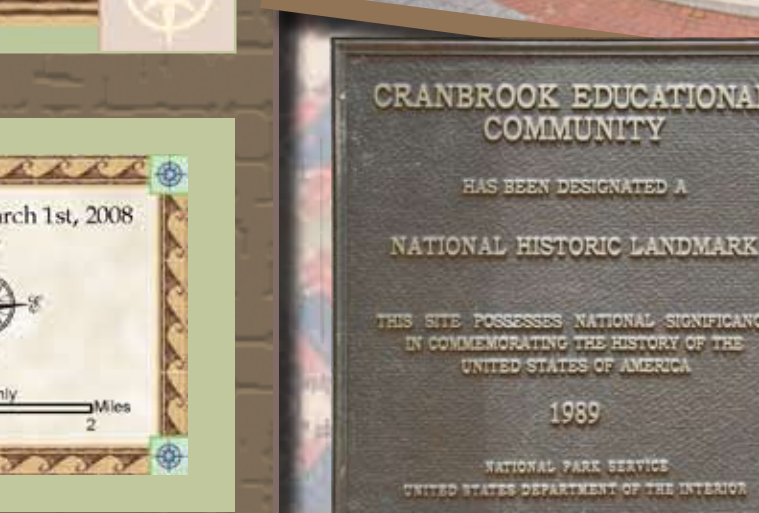 arch 1st, 2008
E
nly
Miles
2
CRANBROOK EDUCATIONAL
COMMUNITY
HAS BEEN DESIGNATED A
NATIONAL HISTORIC LANDMARK
THIS SITE POSSESSES NATIONAL SIGNIFICANC
IN COMMEMORATING THE HISTORY OF THE
UNITED STATES OF AMERICA
1989
NATIONAL PARK SERVICE
UNITED STATES DEPARTMENT OF THE INTERIOR